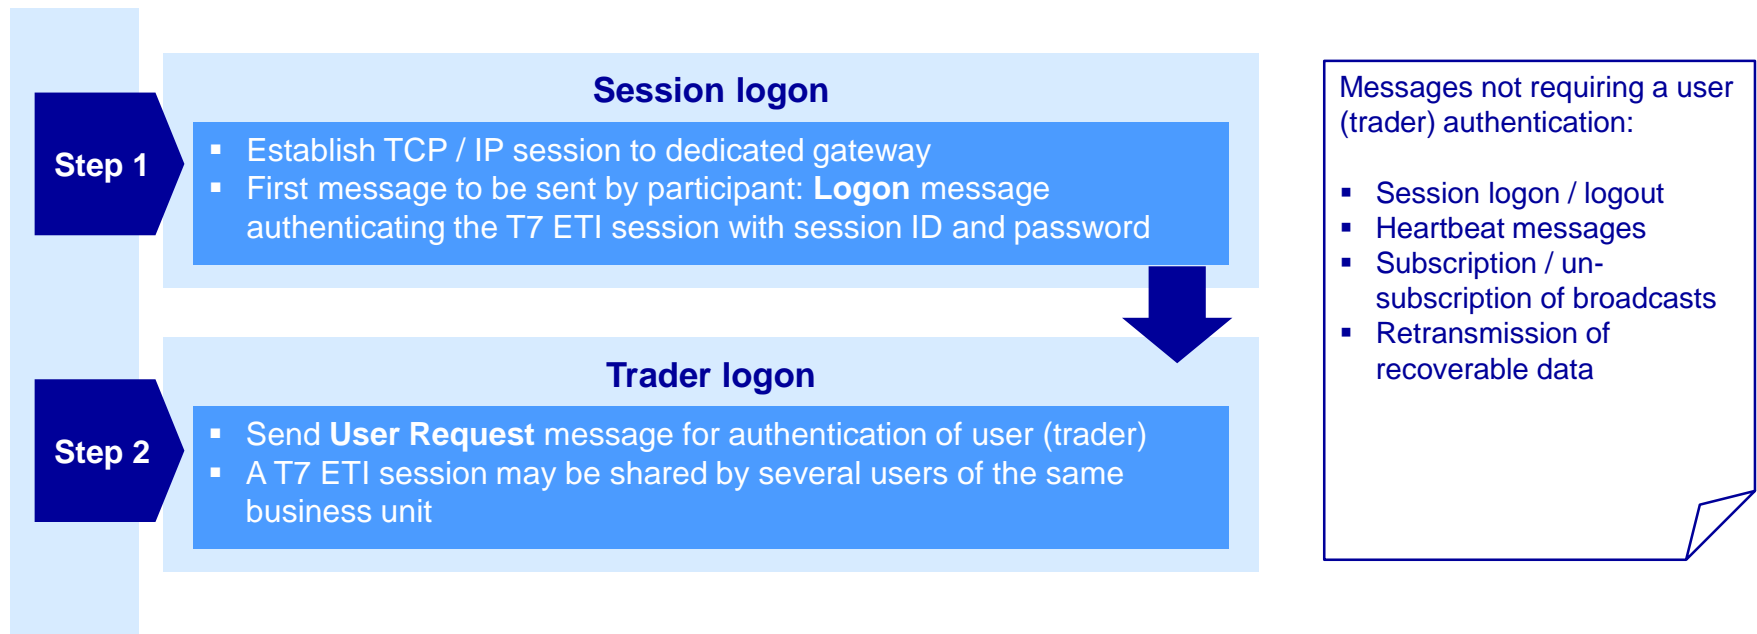 Session logon
Step 1
▪ Establish TCP / IP session to dedicated gateway
▪ First message to be sent by participant: Logon message
authenticating the T7 ETI session with session ID and password
Trader logon
Step 2
▪ Send User Request message for authentication of user (trader)
▪ A T7 ETI session may be shared by several users of the same
business unit
Messages not requiring a user
(trader) authentication:
▪ Session logon / logout
▪ Heartbeat messages
▪ Subscription / un-
subscription of broadcasts
▪ Retransmission of
recoverable data